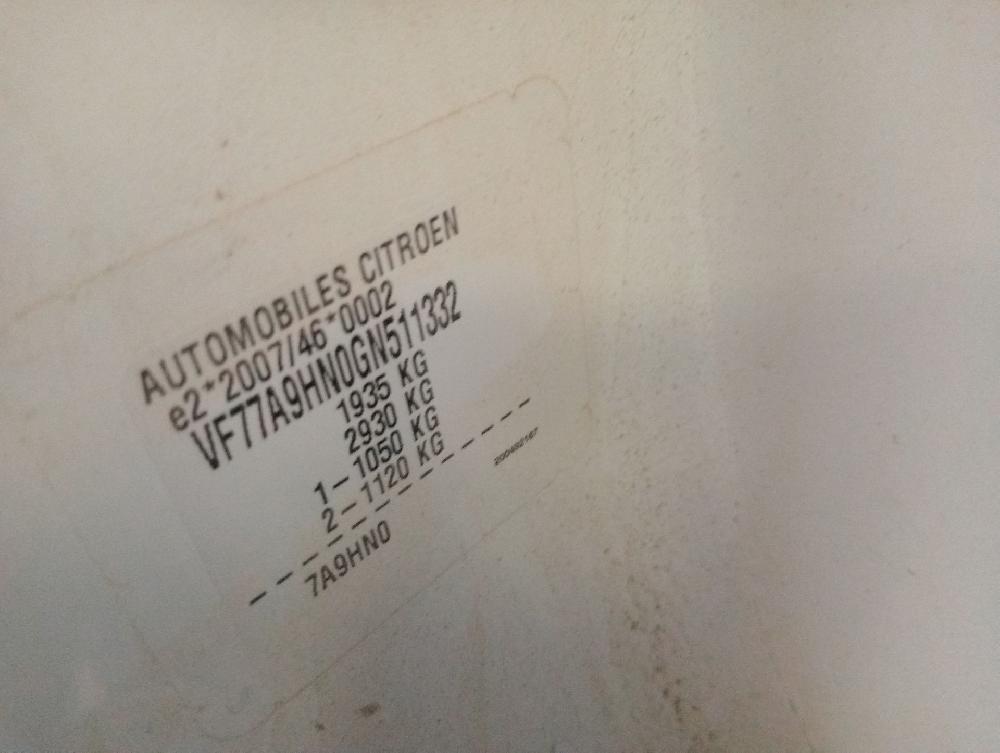 AUTOMOBILES CITROEN
e2*2007/46*0002
VF77A9HN0GN511332
1935 KG
2930 KG
1-1050 KG
2-1120 KG
7A9HN0